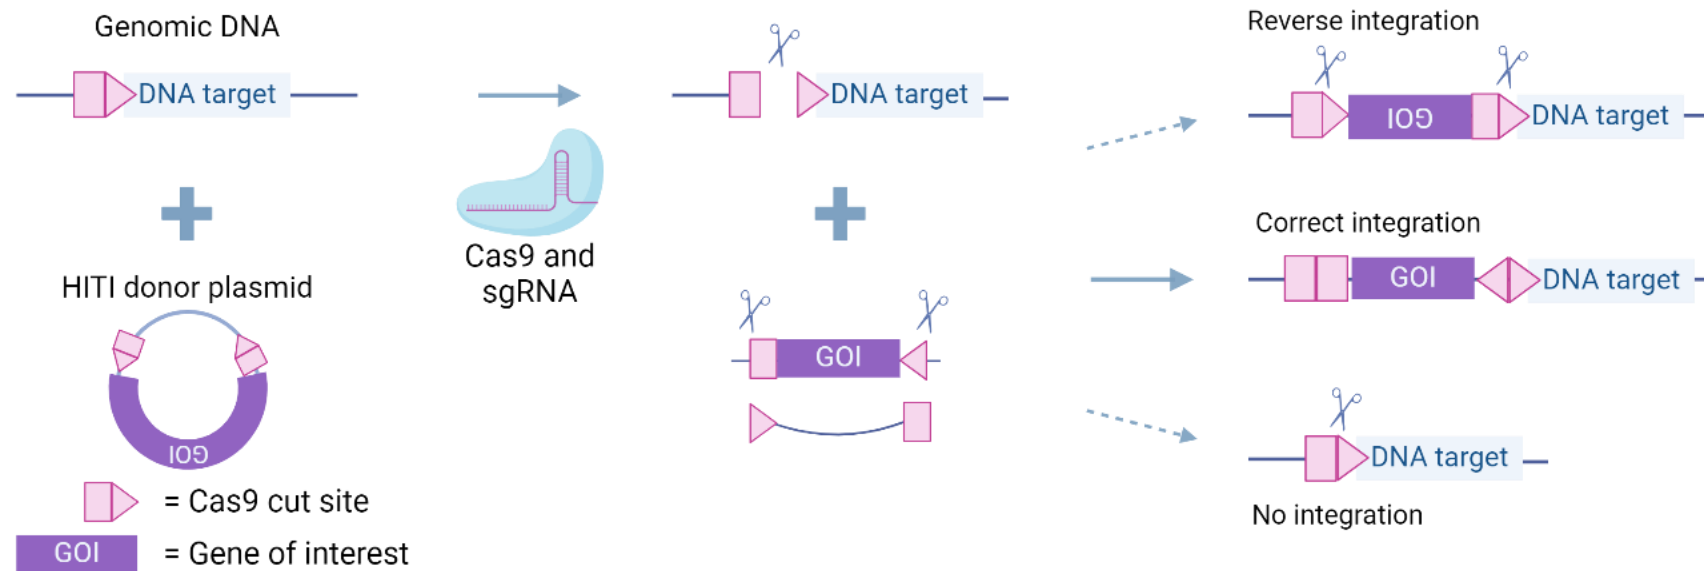 Genomic DNA
DNA target
HITI donor plasmid
GOI
= Cas9 cut site
GOI
= Gene of interest
Cas9 and
sgRNA
DNA target
GOI
Reverse integration
GOI
DNA target
Correct integration
GOI
DNA target
DNA target
No integration